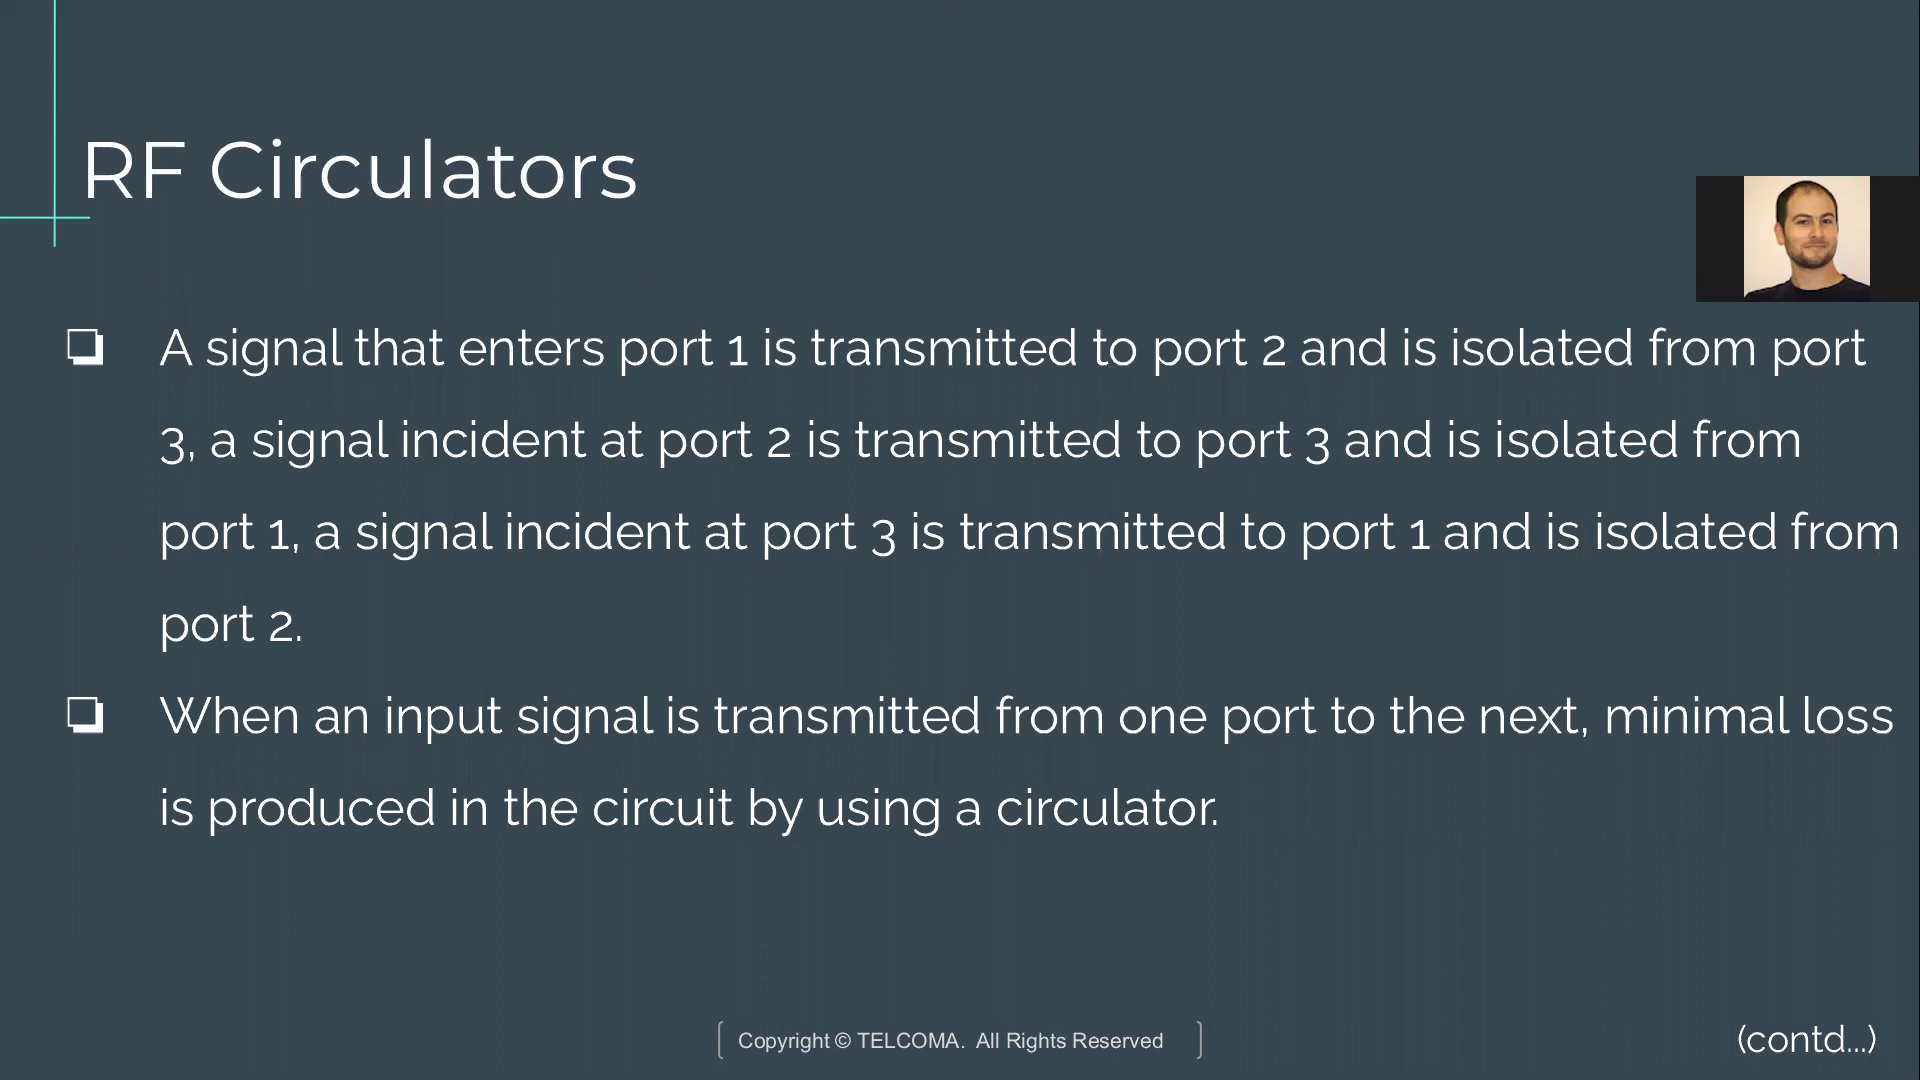 RF Circulators
A signal that enters port 1 is transmitted to port 2 and is isolated from port
3, a signal incident at port 2 is transmitted to port 3 and is isolated from
port 1, a signal incident at port 3 is transmitted to port 1 and is isolated from
port 2.
When an input signal is transmitted from one port to the next, minimal loss
is produced in the circuit by using a circulator.
Copyright © TELCOMA. All Rights Reserved
(contd...)